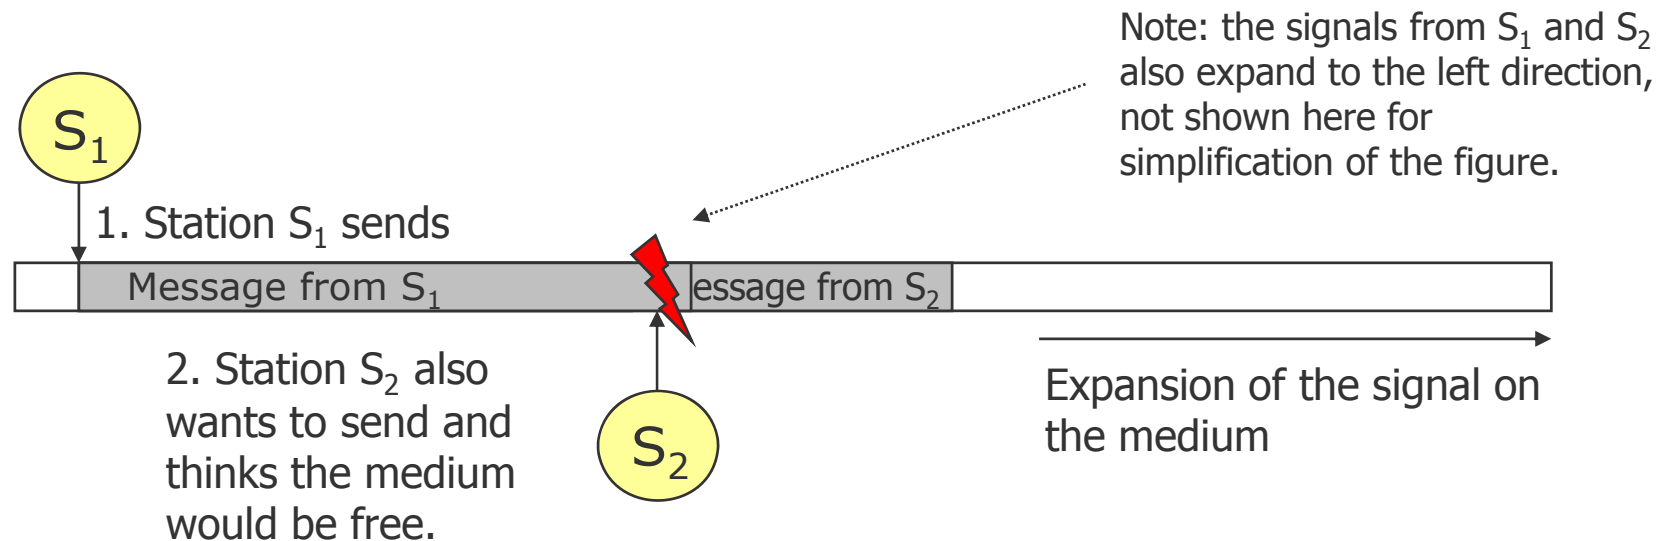 Note: the signals from S₁ and S₂
also expand to the left direction,
not shown here for
simplification of the figure.
S₁
1. Station S₁ sends
Message from S₁
essage from S₂
2. Station S₂ also
wants to send and
thinks the medium
would be free.
S₂
Expansion of the signal on
the medium